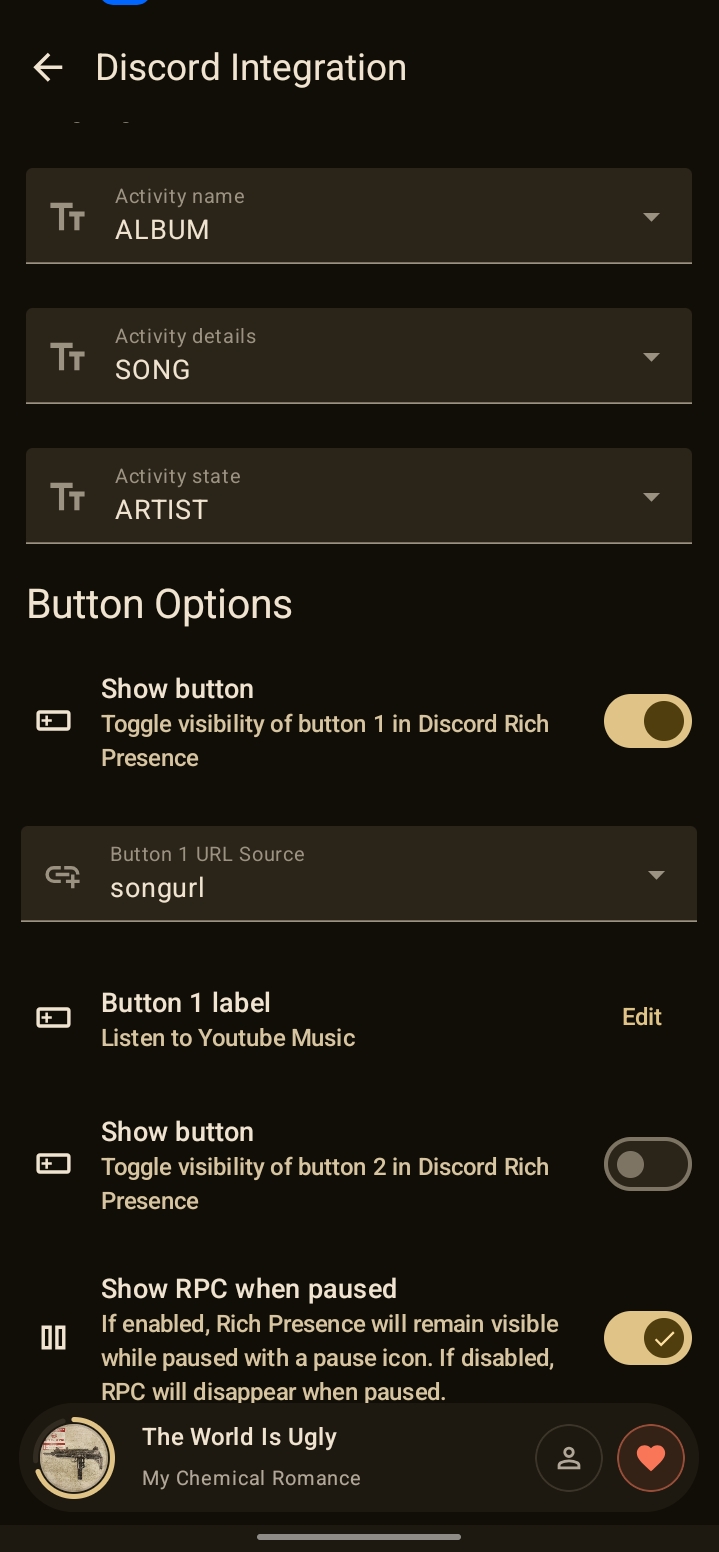 Discord Integration
Activity name
ALBUM
Activity details
SONG
Activity state
ARTIST
Button Options
Show button
Toggle visibility of button 1 in Discord Rich
Presence
Button 1 URL Source
songurl
Button 1 label
Listen to Youtube Music
Edit
Show button
Toggle visibility of button 2 in Discord Rich
Presence
Show RPC when paused
If enabled, Rich Presence will remain visible
while paused with a pause icon. If disabled,
RPC will disappear when paused.
The World Is Ugly
My Chemical Romance